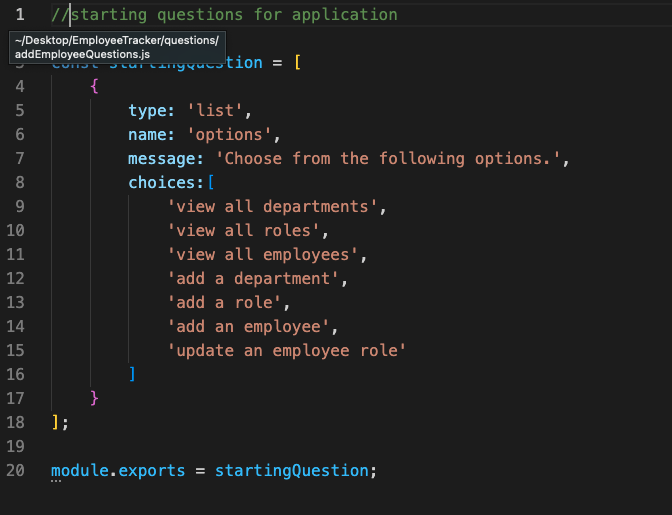 1 //starting questions for application
~/Desktop/EmployeeTracker/questions/
addEmployeeQuestions.js
3 const startingQuestion = [
4 {
5 type: 'list',
6 name: 'options',
7 message: 'Choose from the following options.',
8 choices:[
9 'view all departments',
10 'view all roles',
11 'view all employees',
12 'add a department',
13 'add a role',
14 'add an employee',
15 'update an employee role'
16 ]
17 }
18 ];
19
20 module.exports = startingQuestion;